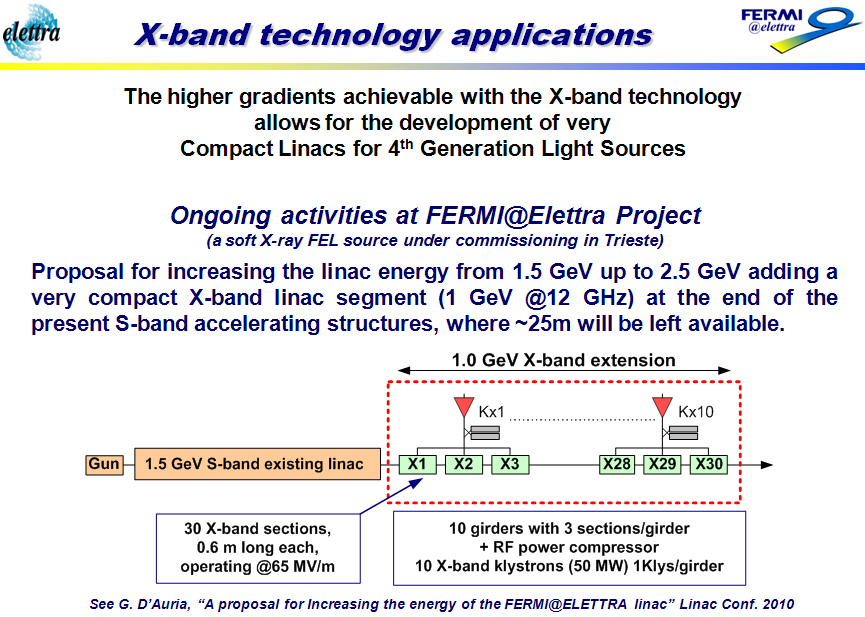 elettra
X-band technology applications
FERMI
@elettra
The higher gradients achievable with the X-band technology
allows for the development of very
Compact Linacs for 4th Generation Light Sources
Ongoing activities at FERMI@Elettra Project
(a soft X-ray FEL source under commissioning in Trieste)
Proposal for increasing the linac energy from 1.5 GeV up to 2.5 GeV adding a
very compact X-band linac segment (1 GeV @12 GHz) at the end of the
present S-band accelerating structures, where ~25m will be left available.
1.0 GeV X-band extension
Kx1
Kx10
Gun
1.5 GeV S-band existing linac
X1
X2
X3
X28
X29
X30
30 X-band sections,
0.6 m long each,
operating @65 MV/m
10 girders with 3 sections/girder
+ RF power compressor
10 X-band klystrons (50 MW) 1Klys/girder
See G. D'Auria, “A proposal for Increasing the energy of the FERMI@ELETTRA linac” Linac Conf. 2010